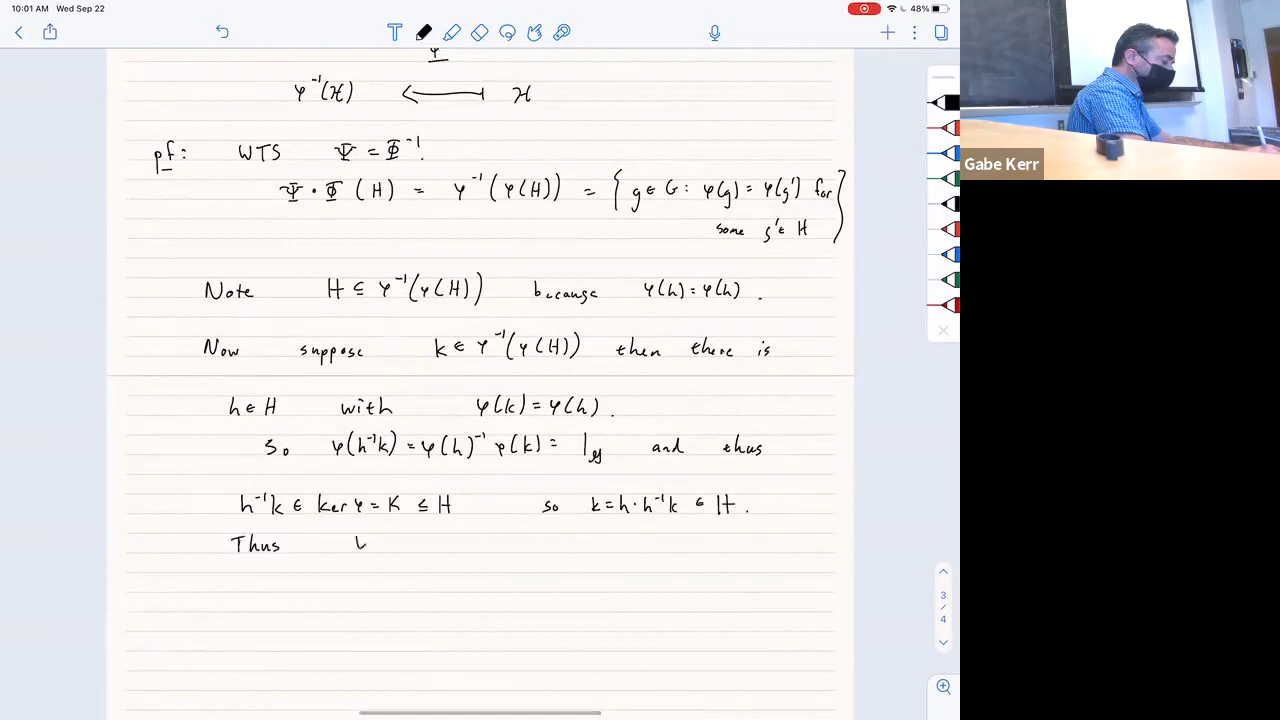 10:01 AM Wed Sep 22
48%
T
Ψ
φ⁻¹(ℋ) ⟵ ℋ
pf: WTS Ψ = Φ⁻¹.
Ψ · Φ (H) = φ⁻¹(φ(H)) = { g ∈ G : φ(g) = φ(g') for
some g' ∈ H }
Note H ⊆ φ⁻¹(φ(H)) because φ(h) = φ(h) .
Now suppose k ∈ φ⁻¹(φ(H)) then there is
h ∈ H with φ(k) = φ(h) .
So φ(h⁻¹k) = φ(h)⁻¹ φ(k) = 1_𝒢 and thus
h⁻¹k ∈ ker φ = K ≤ H so k = h · h⁻¹k ∈ H .
Thus
3
/
4
Gabe Kerr